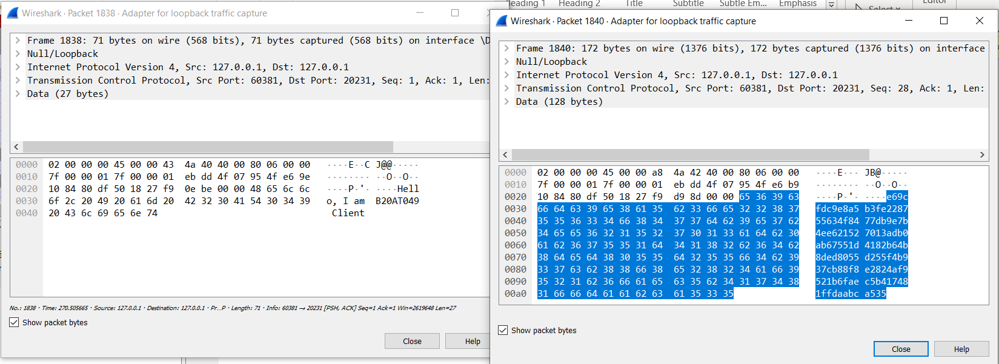 Heading 1 Heading 2 Title Subtitle Subtle Em... Emphasis
Select
Editor
Wireshark · Packet 1838 · Adapter for loopback traffic capture
Frame 1838: 71 bytes on wire (568 bits), 71 bytes captured (568 bits) on interface \D
Null/Loopback
Internet Protocol Version 4, Src: 127.0.0.1, Dst: 127.0.0.1
Transmission Control Protocol, Src Port: 60381, Dst Port: 20231, Seq: 1, Ack: 1, Len:
Data (27 bytes)
0000 02 00 00 00 45 00 00 43 4a 40 40 00 80 06 00 00 ····E··C J@@·····
0010 7f 00 00 01 7f 00 00 01 eb dd 4f 07 95 4f e6 9e ········ ··O··O··
0020 10 84 80 df 50 18 27 f9 0e be 00 00 48 65 6c 6c ····P·'· ····Hell
0030 6f 2c 20 49 20 61 6d 20 42 32 30 41 54 30 34 39 o, I am B20AT049
0040 20 43 6c 69 65 6e 74 Client
No.: 1838 · Time: 270.505665 · Source: 127.0.0.1 · Destination: 127.0.0.1 · Pr...P · Length: 71 · Info: 60381 → 20231 [PSH, ACK] Seq=1 Ack=1 Win=2619648 Len=27
Show packet bytes
Close Help
Wireshark · Packet 1840 · Adapter for loopback traffic capture
Frame 1840: 172 bytes on wire (1376 bits), 172 bytes captured (1376 bits) on interface
Null/Loopback
Internet Protocol Version 4, Src: 127.0.0.1, Dst: 127.0.0.1
Transmission Control Protocol, Src Port: 60381, Dst Port: 20231, Seq: 28, Ack: 1, Len:
Data (128 bytes)
0000 02 00 00 00 45 00 00 a8 4a 42 40 00 80 06 00 00 ····E··· JB@·····
0010 7f 00 00 01 7f 00 00 01 eb dd 4f 07 95 4f e6 b9 ········ ··O··O··
0020 10 84 80 df 50 18 27 f9 d9 8d 00 00 65 36 39 63 ····P·'· ····e69c
0030 66 64 63 39 65 38 61 35 62 33 66 65 32 32 38 37 fdc9e8a5 b3fe2287
0040 35 35 36 33 34 66 38 34 37 37 64 62 39 65 37 62 55634f84 77db9e7b
0050 34 65 65 36 32 31 35 32 37 30 31 33 61 64 62 30 4ee62152 7013adb0
0060 61 62 36 37 35 35 31 64 34 31 38 32 62 36 34 62 ab67551d 4182b64b
0070 38 64 65 64 38 30 35 35 64 32 35 35 66 34 62 39 8ded8055 d255f4b9
0080 33 37 63 62 38 38 66 38 65 32 38 32 34 61 66 39 37cb88f8 e2824af9
0090 35 32 31 62 36 66 61 65 63 35 62 34 31 37 34 38 521b6fae c5b41748
00a0 31 66 66 64 61 61 62 63 61 35 33 35 1ffdaabc a535
Show packet bytes
Close Help